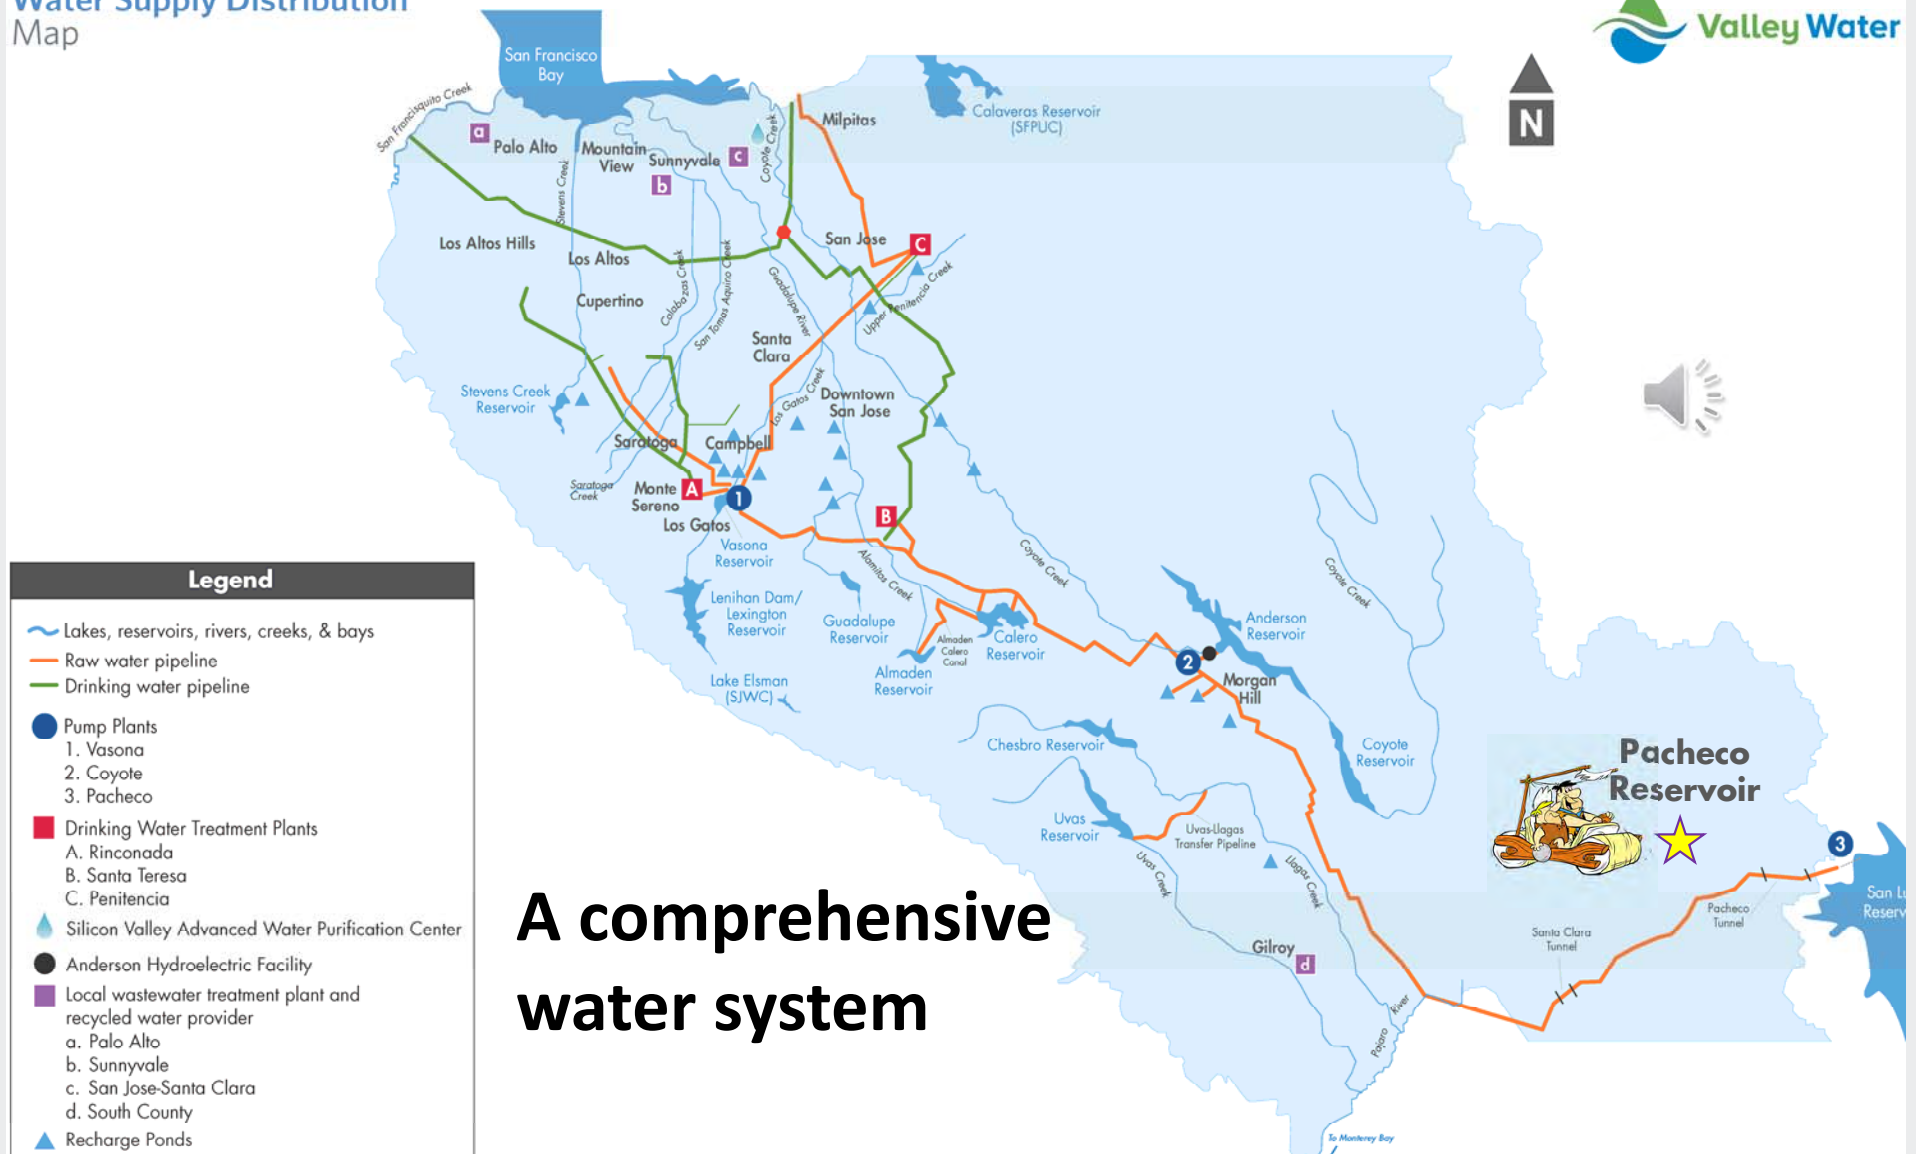 Water Supply Distribution
Map
Valley Water
N
San Francisco
Bay
San Francisquito Creek
Calaveras Reservoir
(SFPUC)
Milpitas
a
Palo Alto
Mountain
View
Sunnyvale
c
b
Coyote Creek
Stevens Creek
Los Altos Hills
Los Altos
San Jose
C
Cupertino
Calabazas Creek
San Tomas Aquino Creek
Guadalupe River
Upper Penitencia Creek
Santa
Clara
Stevens Creek
Reservoir
Los Gatos Creek
Downtown
San Jose
Saratoga
Campbell
Saratoga
Creek
Monte
Sereno
A
1
B
Los Gatos
Vasona
Reservoir
Alamitos Creek
Coyote Creek
Coyote Creek
Lenihan Dam/
Lexington
Reservoir
Guadalupe
Reservoir
Almaden
Calero
Canal
Calero
Reservoir
Almaden
Reservoir
Anderson
Reservoir
2
Morgan
Hill
Lake Elsman
(SJWC)
Chesbro Reservoir
Coyote
Reservoir
Pacheco
Reservoir
Uvas
Reservoir
Uvas-Llagas
Transfer Pipeline
Uvas Creek
Llagas Creek
3
San Lu
Reserv
Pacheco
Tunnel
Santa Clara
Tunnel
Gilroy
d
Pajaro River
To Monterey Bay
A comprehensive
water system
Legend
Lakes, reservoirs, rivers, creeks, & bays
Raw water pipeline
Drinking water pipeline
Pump Plants
1. Vasona
2. Coyote
3. Pacheco
Drinking Water Treatment Plants
A. Rinconada
B. Santa Teresa
C. Penitencia
Silicon Valley Advanced Water Purification Center
Anderson Hydroelectric Facility
Local wastewater treatment plant and
recycled water provider
a. Palo Alto
b. Sunnyvale
c. San Jose-Santa Clara
d. South County
Recharge Ponds